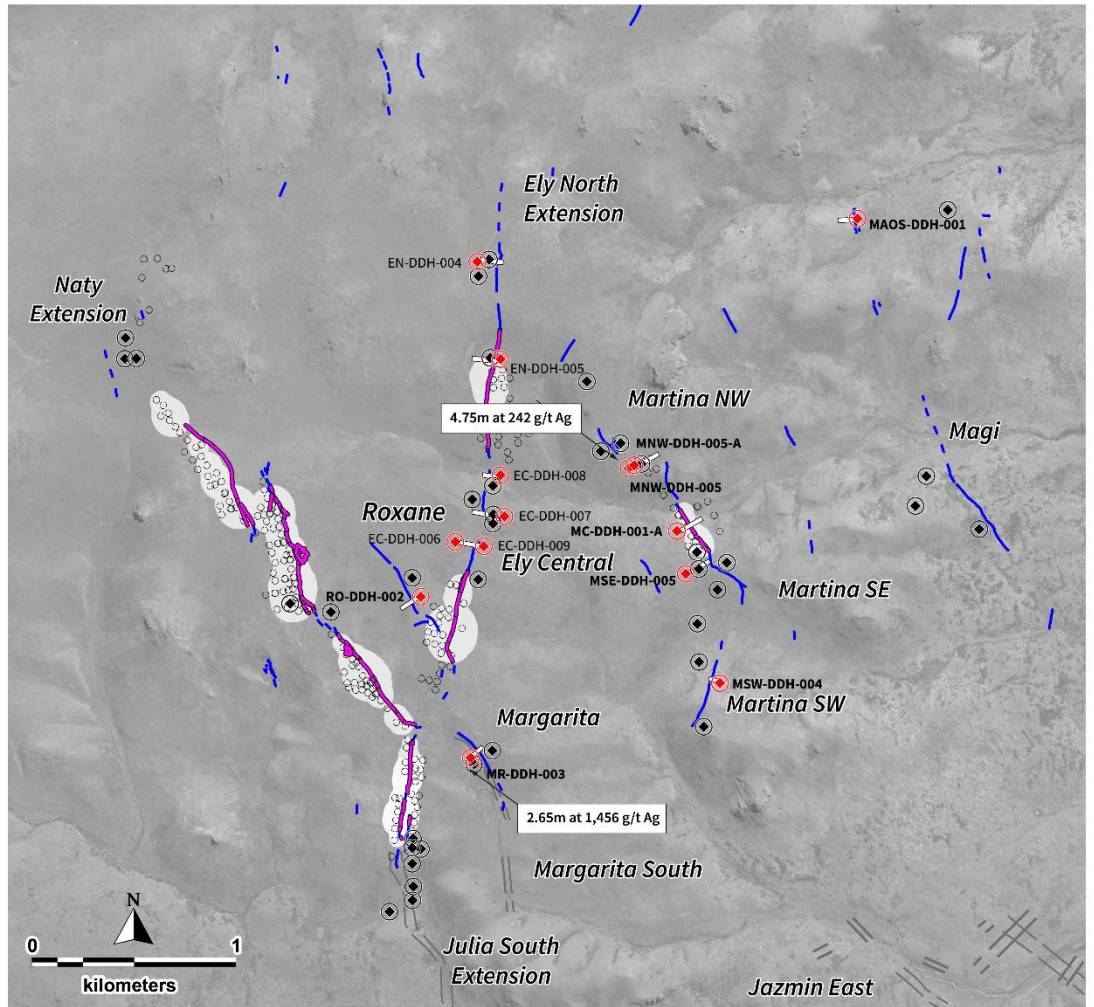 Ely North
Extension
MAOS-DDH-001
EN-DDH-004
Naty
Extension
EN-DDH-005
Martina NW
4.75m at 242 g/t Ag
Magi
MNW-DDH-005-A
EC-DDH-008
MNW-DDH-005
Roxane
EC-DDH-007
EC-DDH-006
MC-DDH-001-A
EC-DDH-009
Ely Central
MSE-DDH-005
Martina SE
RO-DDH-002
MSW-DDH-004
Martina SW
Margarita
MR-DDH-003
2.65m at 1,456 g/t Ag
Margarita South
N
0 1
kilometers
Julia South
Extension
Jazmin East